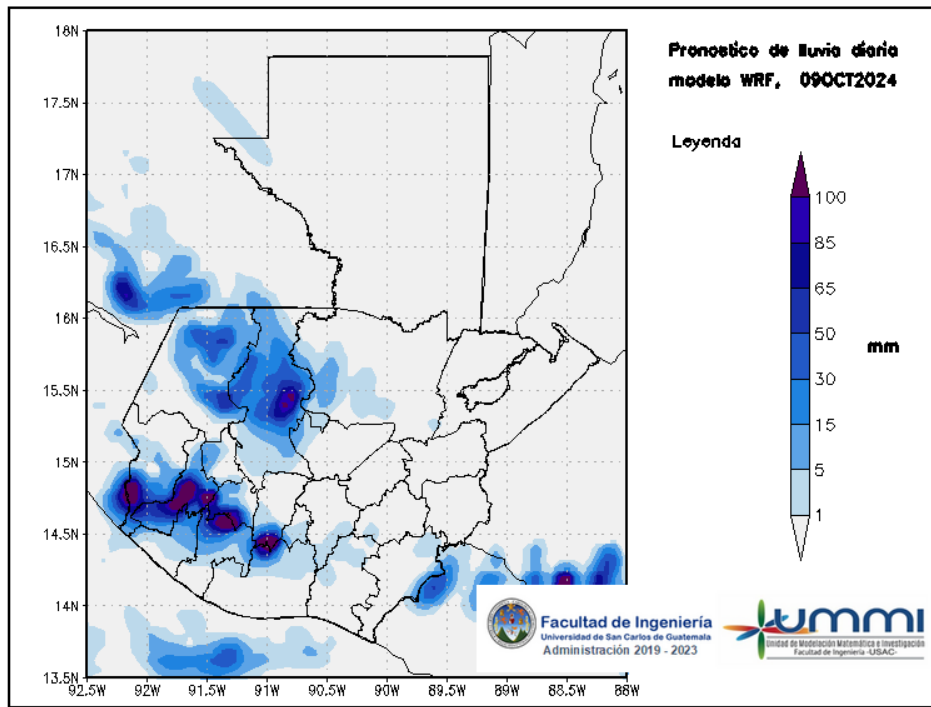 Pronostico de lluvia diaria
modelo WRF, 09OCT2024
Leyenda
100
85
65
50
mm
30
15
5
1
18N
17.5N
17N
16.5N
16N
15.5N
15N
14.5N
14N
13.5N
92.5W
92W
91.5W
91W
90.5W
90W
89.5W
89W
88.5W
88W
Facultad de Ingeniería
Universidad de San Carlos de Guatemala
Administración 2019 - 2023
UMMI
Unidad de Modelación Matemática e Investigación
Facultad de Ingeniería -USAC-